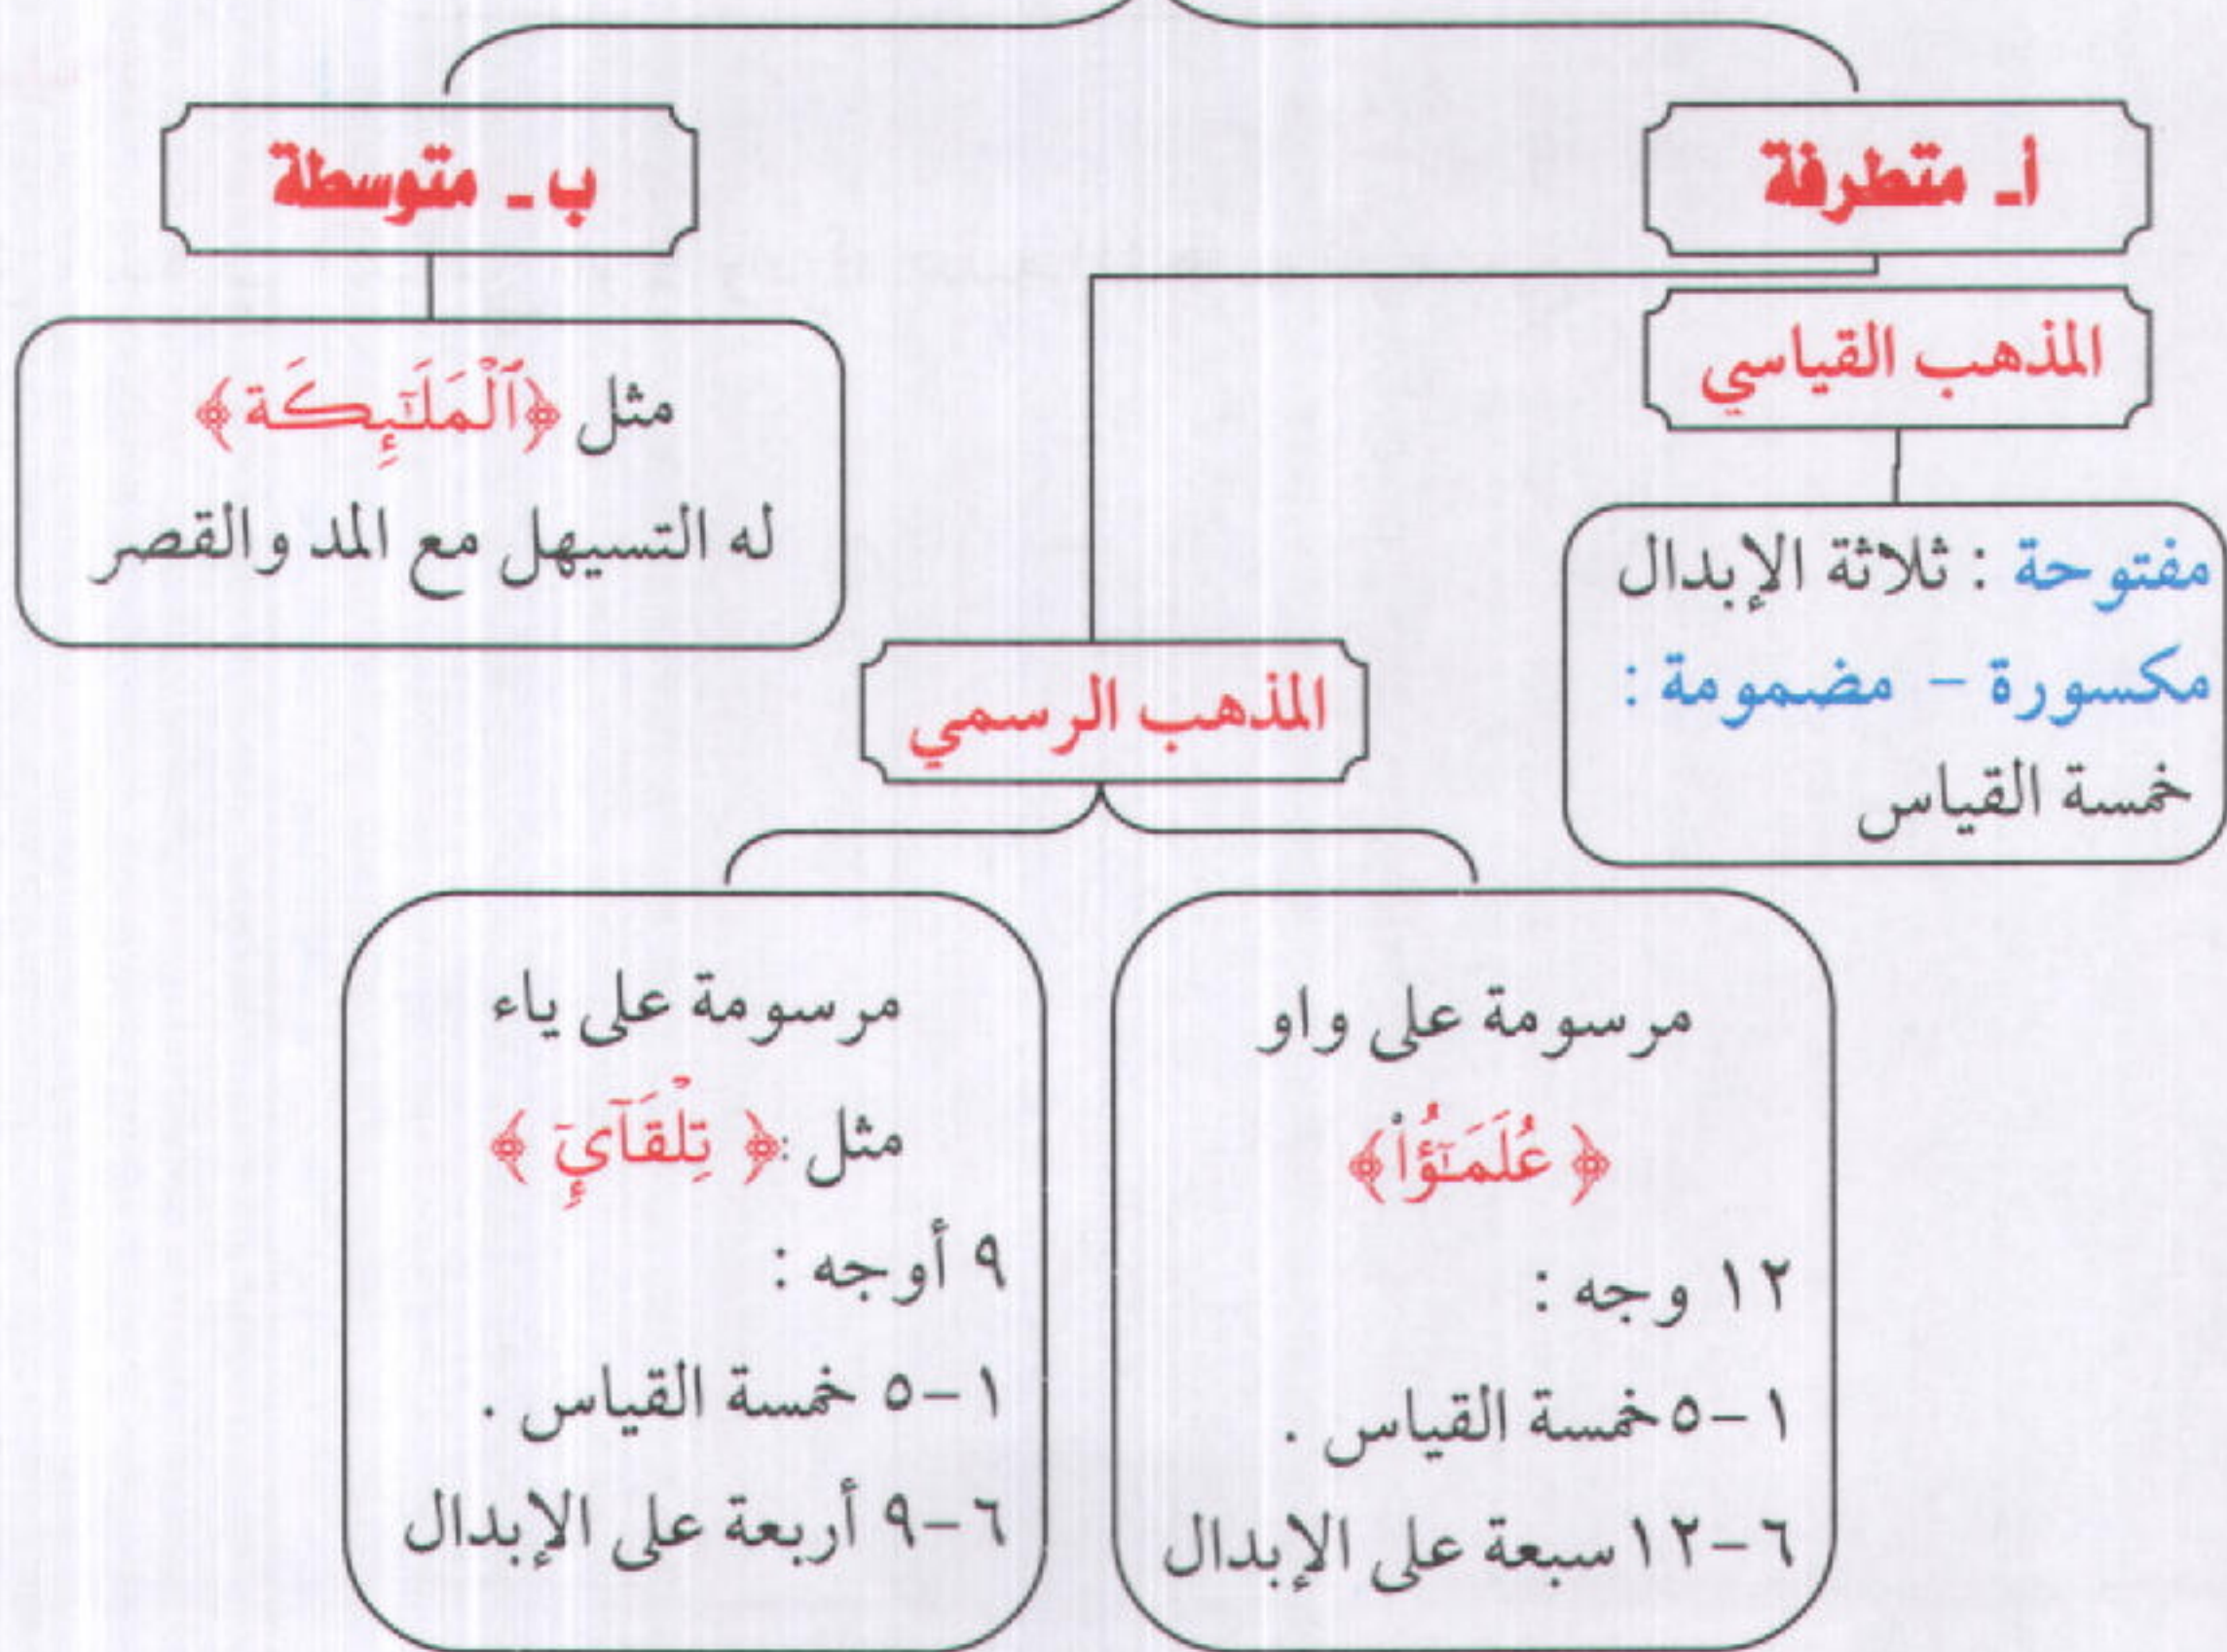 أ ـ متطرفة
المذهب القياسي
مفتوحة : ثلاثة الإبدال
مكسورة – مضمومة :
خمسة القياس
ب ـ متوسطة
مثل ﴿ٱلْمَلَـٰٓئِكَة﴾
له التسيهل مع المد والقصر
المذهب الرسمي
مرسومة على واو
﴿ عُلَمَـٰٓؤُا۟﴾
١٢ وجه :
١–٥ خمسة القياس .
٦–١٢ سبعة على الإبدال
مرسومة على ياء
مثل :﴿ تِلْقَآئِ ﴾
٩ أوجه :
١–٥ خمسة القياس .
٦–٩ أربعة على الإبدال